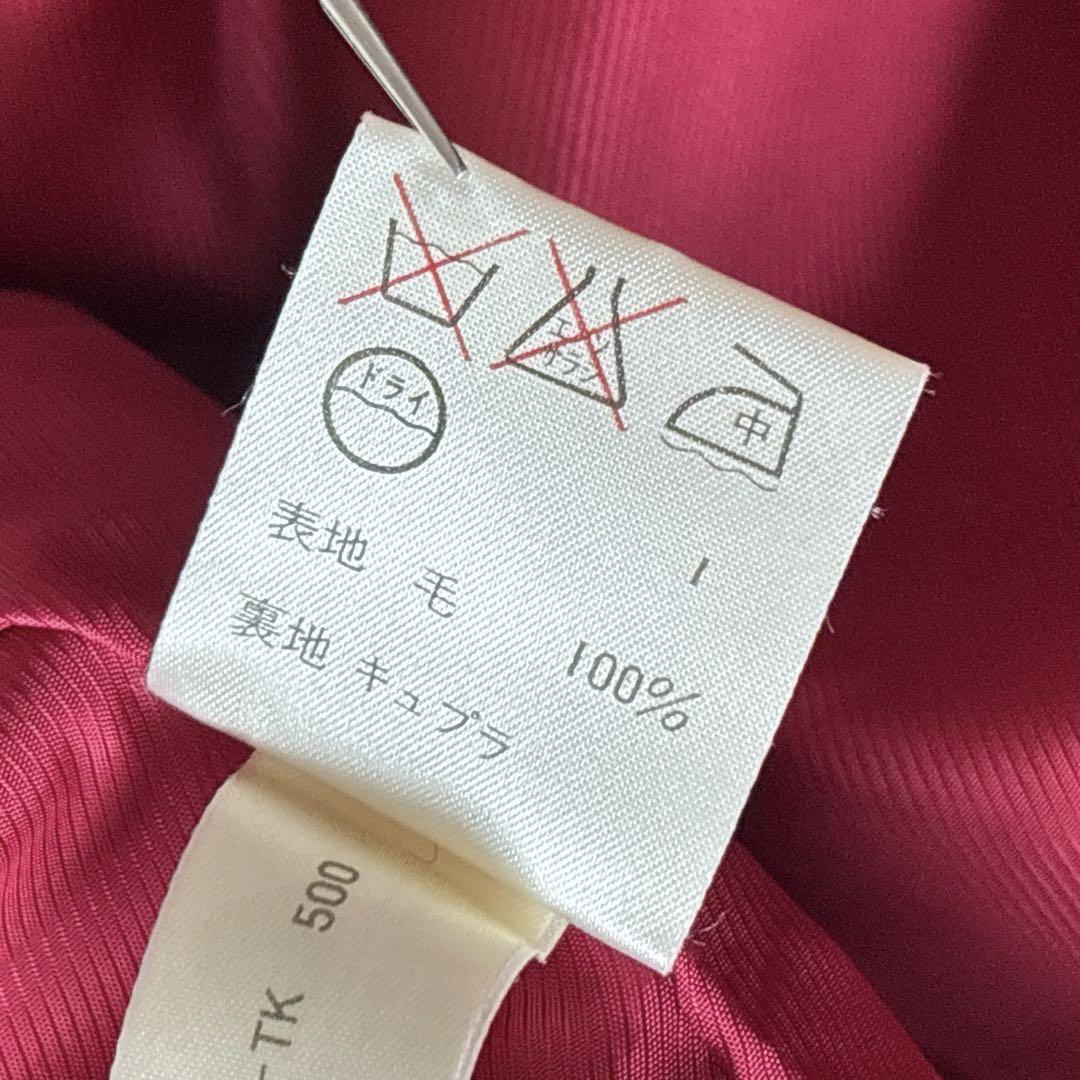 エンソ
サラシ
ドライ
中
表地 毛 100%
裏地 キュプラ
500
-TK